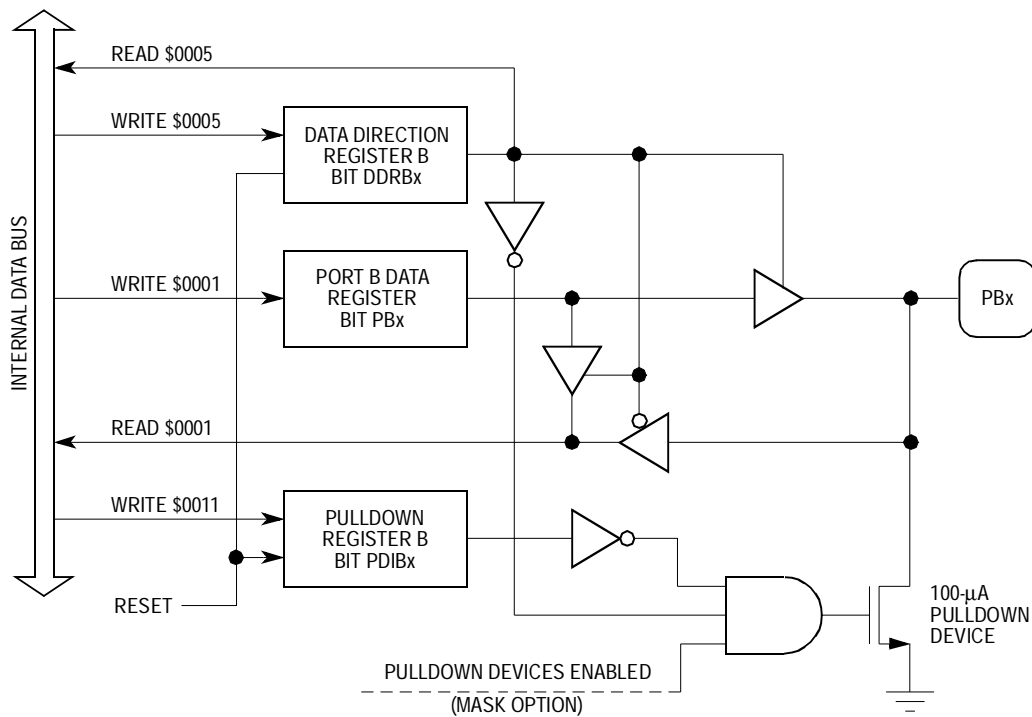 READ $0005
WRITE $0005
DATA DIRECTION
REGISTER B
BIT DDRBx
INTERNAL DATA BUS
WRITE $0001
PORT B DATA
REGISTER
BIT PBx
PBx
READ $0001
WRITE $0011
PULLDOWN
REGISTER B
BIT PDIBx
RESET
100-µA
PULLDOWN
DEVICE
PULLDOWN DEVICES ENABLED
(MASK OPTION)